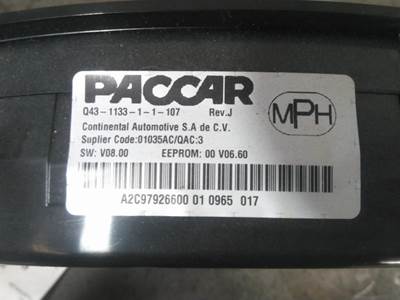 PACCAR
Q43-1133-1-1-107 Rev.J
Continental Automotive S.A de C.V.
Suplier Code:01035AC/QAC:3
SW: V08.00 EEPROM: 00 V06.60
MPH
A2C97926600 01 0965 017